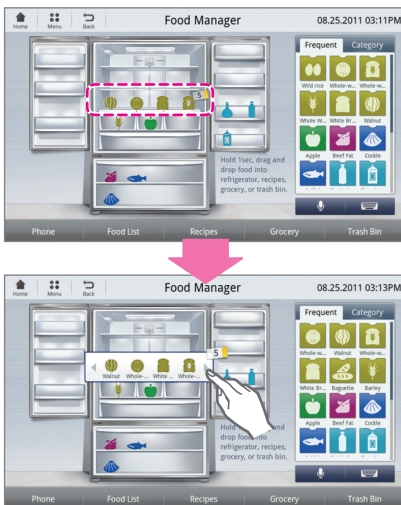 Home Menu Back Food Manager 08.25.2011 03:11PM
Frequent Category
5
Wild rice Whole-w... Whole-w...
Whole W... White Br... Walnut
Hold 1sec, drag and
drop food into
refrigerator, recipes,
grocery, or trash bin.
Apple Beef Fat Cockle
Phone Food List Recipes Grocery Trash Bin
Home Menu Back Food Manager 08.25.2011 03:13PM
Frequent Category
5
Whole-w... Walnut Whole-w...
Walnut Whole-... White ... Whole-...
White Br... Baguette Barley
Hold and
drop food into
refrigerator, recipes,
grocery, or trash bin.
Apple Beef Fat Cockle
Phone Food List Recipes Grocery Trash Bin